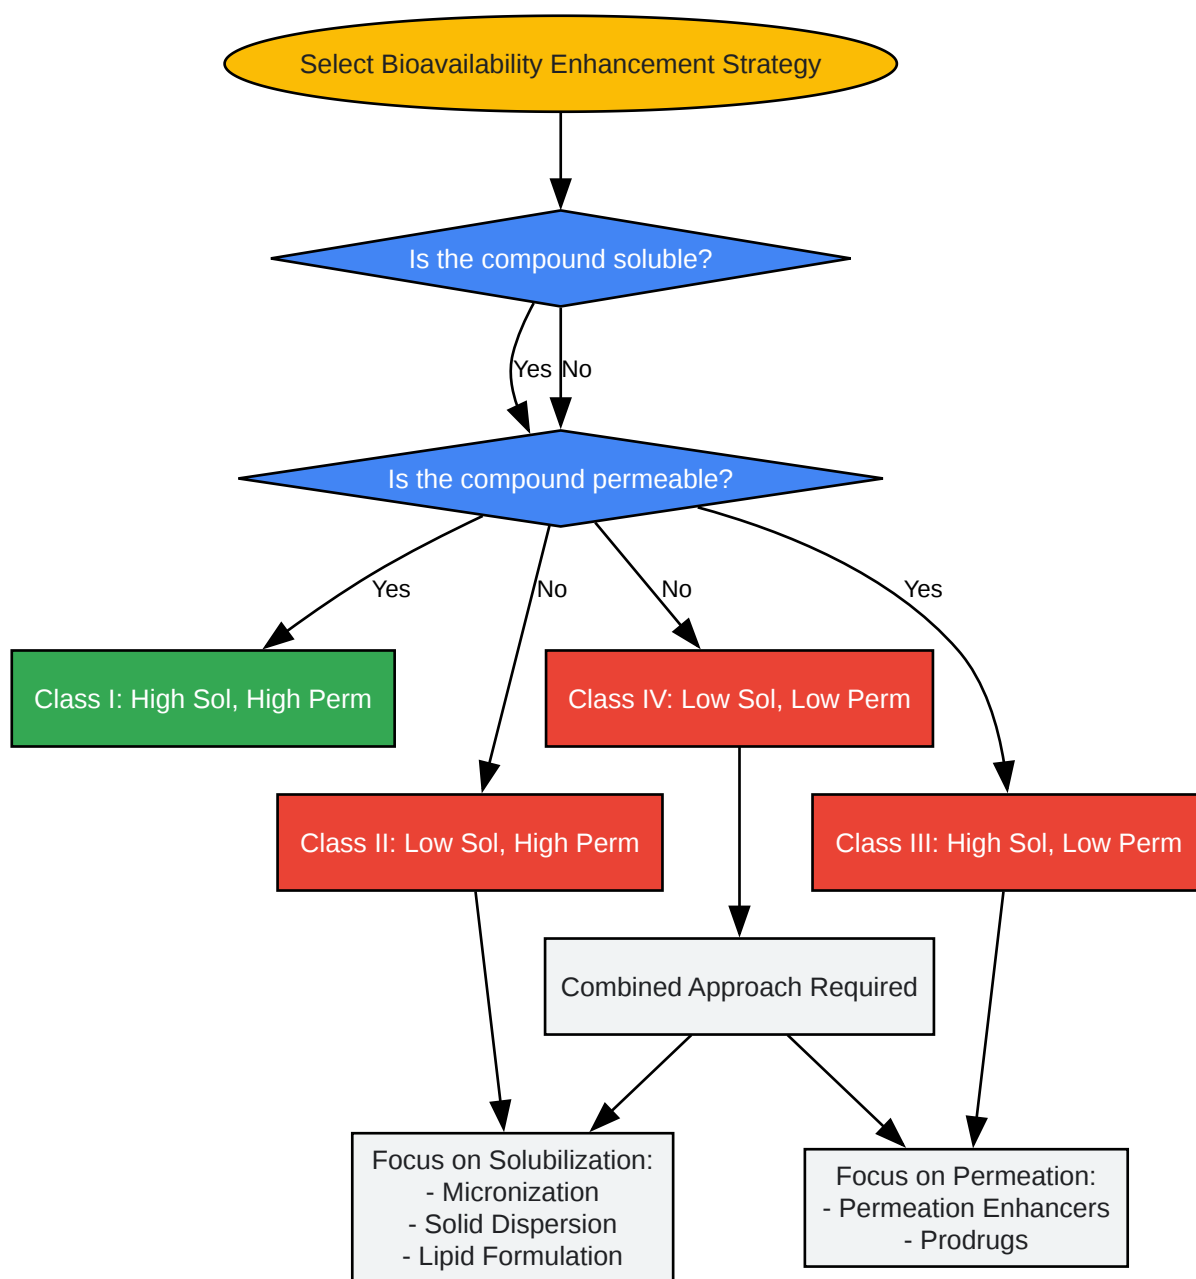 Select Bioavailability Enhancement Strategy
Is the compound soluble?
Yes
No
Is the compound permeable?
Yes
No
No
Yes
Class I: High Sol, High Perm
Class IV: Low Sol, Low Perm
Class II: Low Sol, High Perm
Class III: High Sol, Low Perm
Combined Approach Required
Focus on Solubilization:
- Micronization
- Solid Dispersion
- Lipid Formulation
Focus on Permeation:
- Permeation Enhancers
- Prodrugs